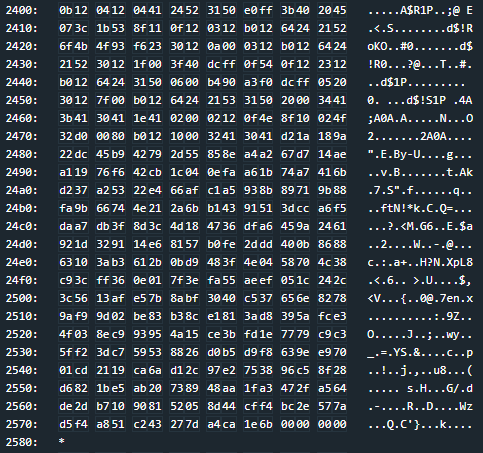 2400: 0b12 0412 0441 2452 3150 e0ff 3b40 2045 .....A$R1P..;@ E
2410: 073c 1b53 8f11 0f12 0312 b012 6424 2152 .<.S........d$!R
2420: 6f4b 4f93 f623 3012 0a00 0312 b012 6424 oKO..#0.......d$
2430: 2152 3012 1f00 3f40 dcff 0f54 0f12 2312 !R0...?@...T..#.
2440: b012 6424 3150 0600 b490 a3f0 dcff 0520 ..d$1P.........
2450: 3012 7f00 b012 6424 2153 3150 2000 3441 0. ...d$!S1P .4A
2460: 3b41 3041 1e41 0200 0212 0f4e 8f10 024f ;A0A.A.....N...O
2470: 32d0 0080 b012 1000 3241 3041 d21a 189a 2.......2A0A....
2480: 22dc 45b9 4279 2d55 858e a4a2 67d7 14ae ".E.By-U....g...
2490: a119 76f6 42cb 1c04 0efa a61b 74a7 416b ..v.B.......t.Ak
24a0: d237 a253 22e4 66af c1a5 938b 8971 9b88 .7.S".f......q..
24b0: fa9b 6674 4e21 2a6b b143 9151 3dcc a6f5 ..ftN!*k.C.Q=...
24c0: daa7 db3f 8d3c 4d18 4736 dfa6 459a 2461 ...?.<M.G6..E.$a
24d0: 921d 3291 14e6 8157 b0fe 2ddd 400b 8688 ..2....W..-.@...
24e0: 6310 3ab3 612b 0bd9 483f 4e04 5870 4c38 c.:.a+..H?N.XpL8
24f0: c93c ff36 0e01 7f3e fa55 aeef 051c 242c .<.6.. >.U....$,
2500: 3c56 13af e57b 8abf 3040 c537 656e 8278 <V...{..0@.7en.x
2510: 9af9 9d02 be83 b38c e181 3ad8 395a fce3 ..........:.9Z..
2520: 4f03 8ec9 9395 4a15 ce3b fd1e 7779 c9c3 O.....J..;..wy..
2530: 5ff2 3dc7 5953 8826 d0b5 d9f8 639e e970 _.=.YS.&....c..p
2540: 01cd 2119 ca6a d12c 97e2 7538 96c5 8f28 ..!..j.,..u8...(
2550: d682 1be5 ab20 7389 48aa 1fa3 472f a564 ..... s.H...G/.d
2560: de2d b710 9081 5205 8d44 cff4 bc2e 577a .-....R..D....Wz
2570: d5f4 a851 c243 277d a4ca 1e6b 0000 0000 ...Q.C'}...k....
2580: *